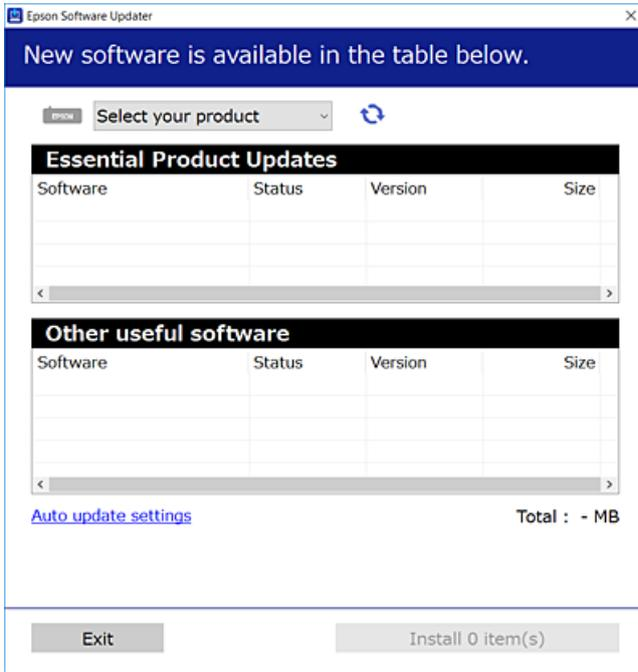 Epson Software Updater
New software is available in the table below.
EPSON Select your product
Essential Product Updates
Software Status Version Size
Other useful software
Software Status Version Size
Auto update settings Total : - MB
Exit Install 0 item(s)